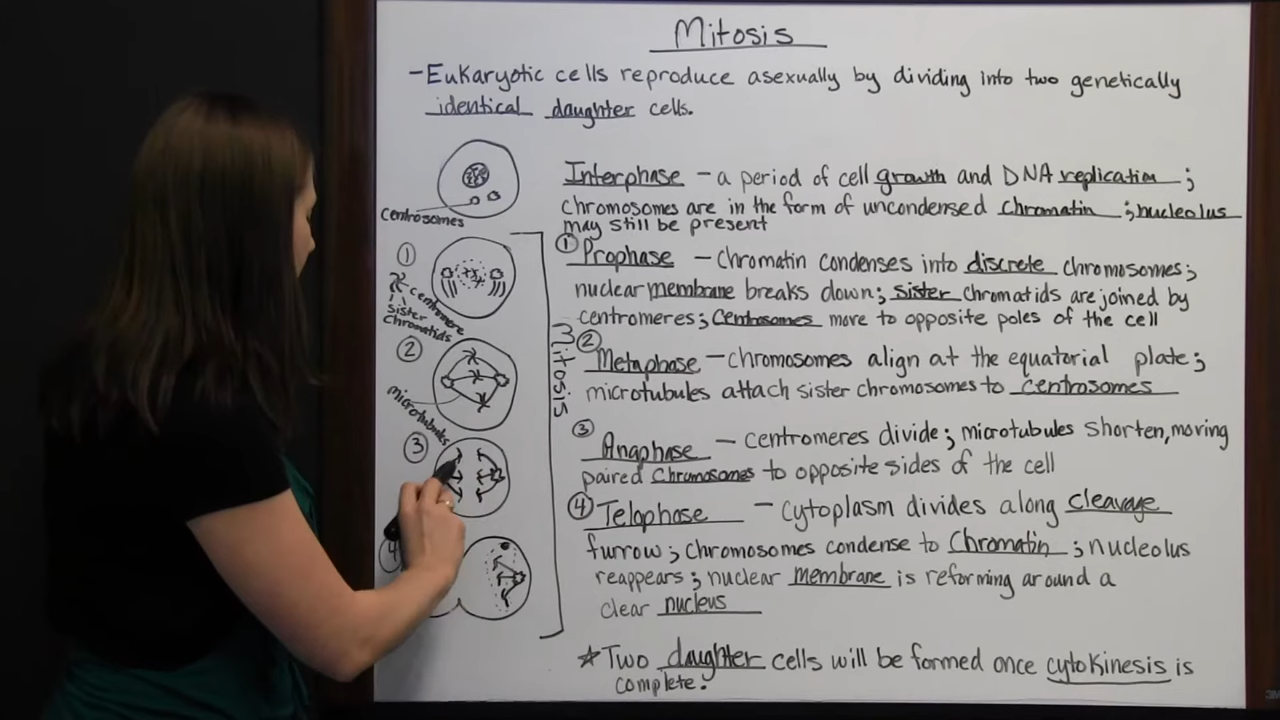 Mitosis
- Eukaryotic cells reproduce asexually by dividing into two genetically
identical daughter cells.
Interphase - a period of cell growth and DNA replication ;
chromosomes are in the form of uncondensed chromatin ; nucleolus
may still be present
Centrosomes
① Prophase - chromatin condenses into discrete chromosomes;
nuclear membrane breaks down; sister chromatids are joined by
centromeres; Centrosomes more to opposite poles of the cell
①
centromere
sister
chromatids
② Metaphase - chromosomes align at the equatorial plate;
microtubules attach sister chromosomes to centrosomes
②
microtubules
Mitosis
③ Anaphase - centromeres divide; microtubules shorten, moving
paired chromosomes to opposite sides of the cell
③
④ Telophase - cytoplasm divides along cleavage
furrow; chromosomes condense to chromatin ; nucleolus
reappears; nuclear membrane is reforming around a
clear nucleus
④
☆ Two daughter cells will be formed once cytokinesis is
complete.
3M